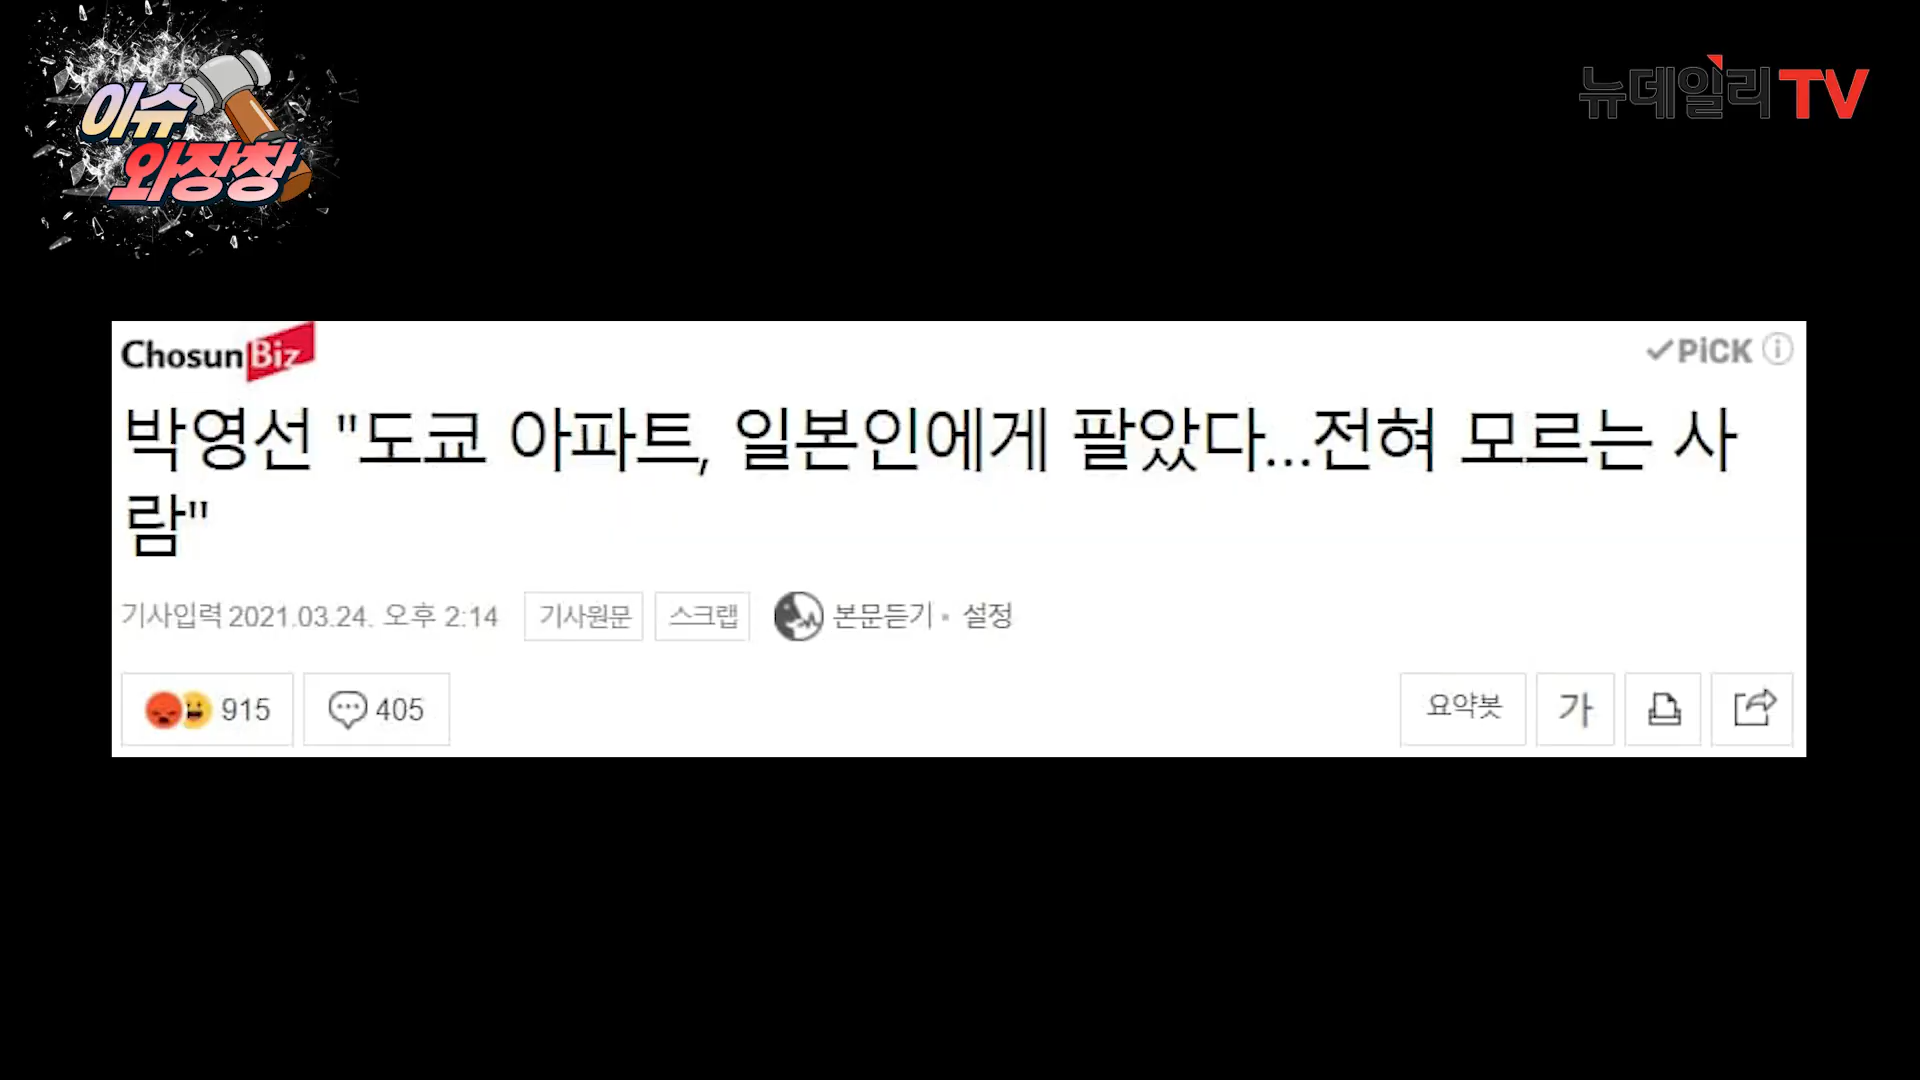 이슈
와장창
뉴데일리TV
ChosunBiz
PiCK
박영선 "도쿄 아파트, 일본인에게 팔았다...전혀 모르는 사
람"
기사입력 2021.03.24. 오후 2:14 기사원문 스크랩 본문듣기 · 설정
915 405 요약봇 가